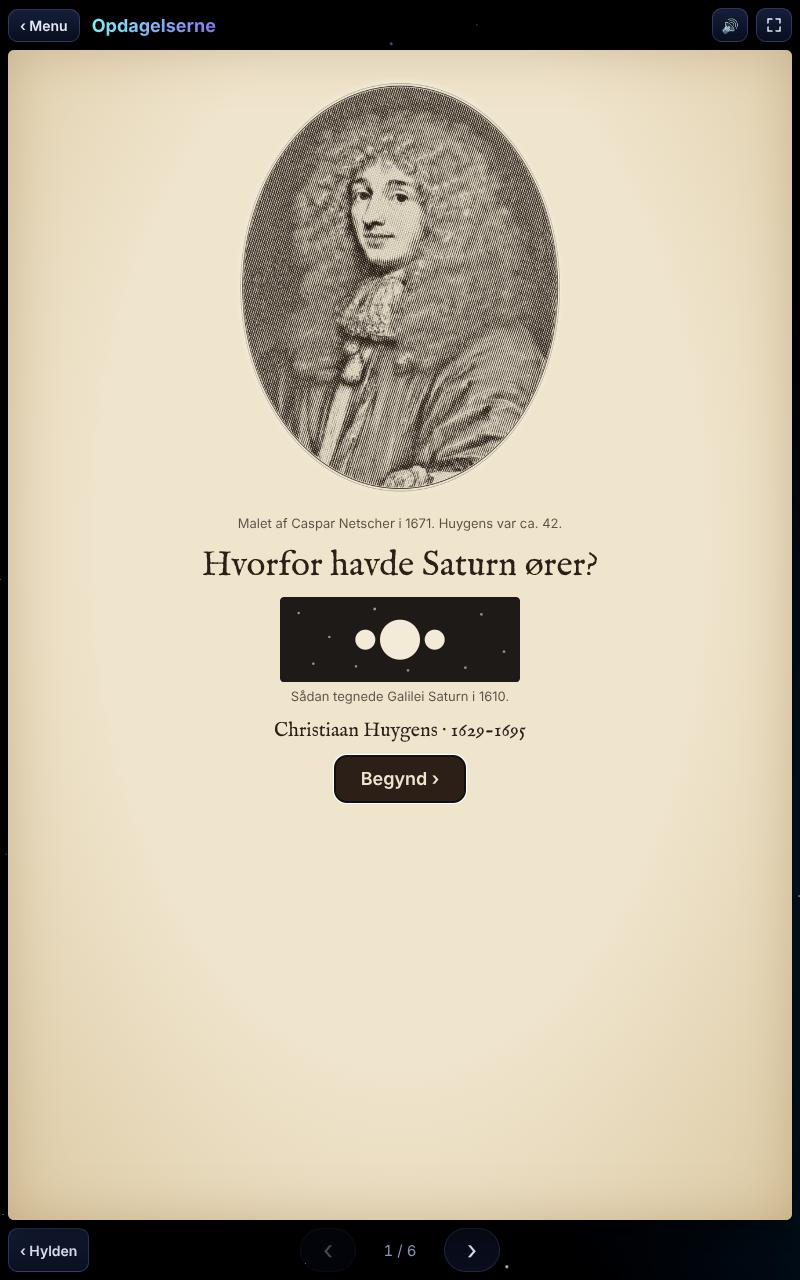 ‹ Menu
Opdagelserne
Malet af Caspar Netscher i 1671. Huygens var ca. 42.
Hvorfor havde Saturn ører?
Sådan tegnede Galilei Saturn i 1610.
Christiaan Huygens · 1629–1695
Begynd ›
‹ Hylden
‹
1 / 6
›